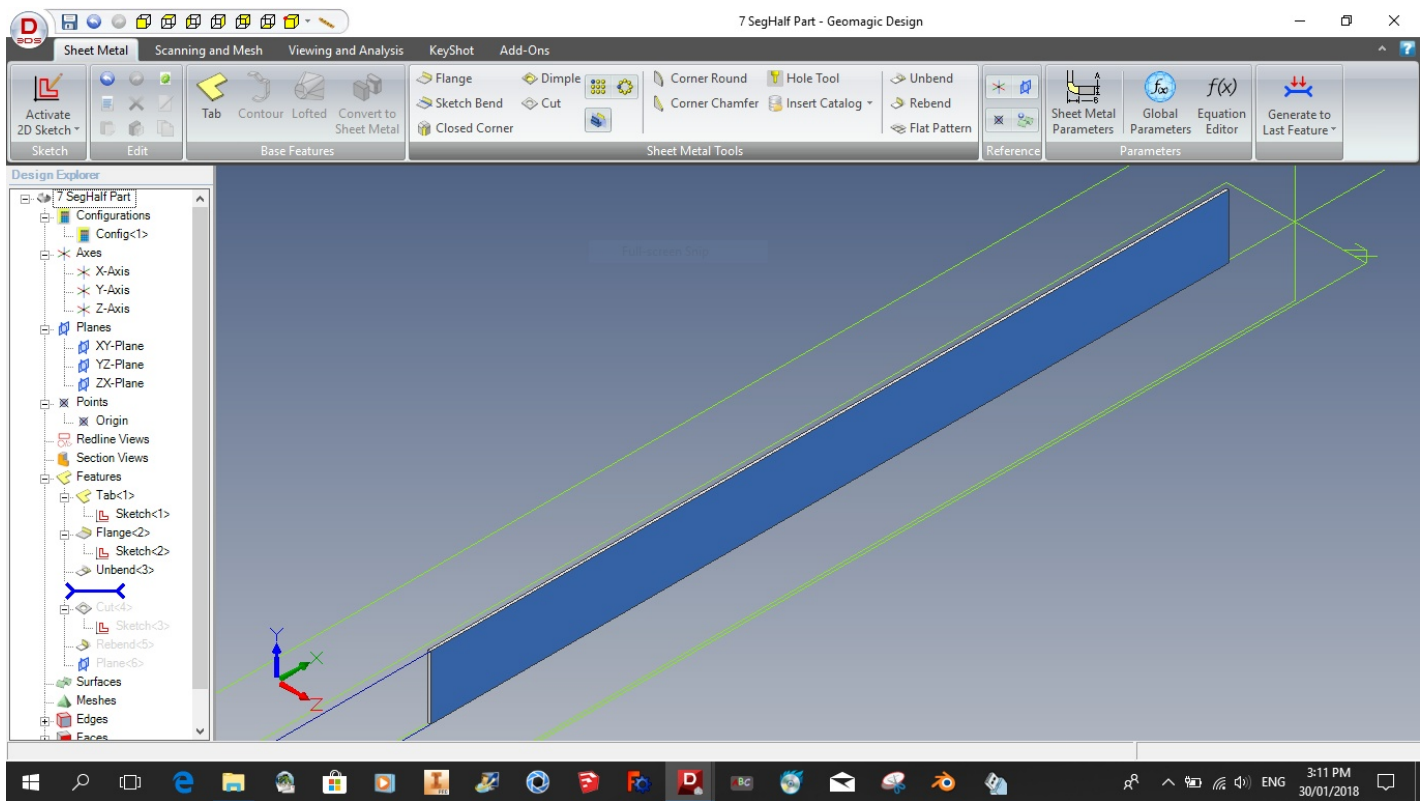 7 SegHalf Part - Geomagic Design
D
3DS
Sheet Metal Scanning and Mesh Viewing and Analysis KeyShot Add-Ons
Activate
2D Sketch
Sketch
Edit
Tab
Contour
Lofted
Convert to
Sheet Metal
Base Features
Flange
Sketch Bend
Closed Corner
Dimple
Cut
Corner Round
Corner Chamfer
Hole Tool
Insert Catalog
Sheet Metal Tools
Unbend
Rebend
Flat Pattern
Reference
A
B
Sheet Metal
Parameters
fx
Global
Parameters
f(x)
Equation
Editor
Parameters
Generate to
Last Feature
Design Explorer
7 SegHalf Part
Configurations
Config<1>
Axes
X-Axis
Y-Axis
Z-Axis
Planes
XY-Plane
YZ-Plane
ZX-Plane
Points
Origin
Redline Views
Section Views
Features
Tab<1>
Sketch<1>
Flange<2>
Sketch<2>
Unbend<3>
Cut<4>
Sketch<3>
Rebend<5>
Plane<6>
Surfaces
Meshes
Edges
Faces
Full-screen Snip
Y
X
Z
ENG
3:11 PM
30/01/2018